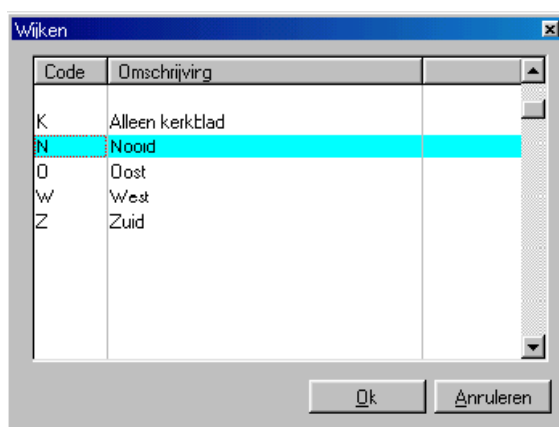 Wijken
Code Omschrijving
K Alleen kerkblad
N Noord
O Oost
W West
Z Zuid
Ok Annuleren